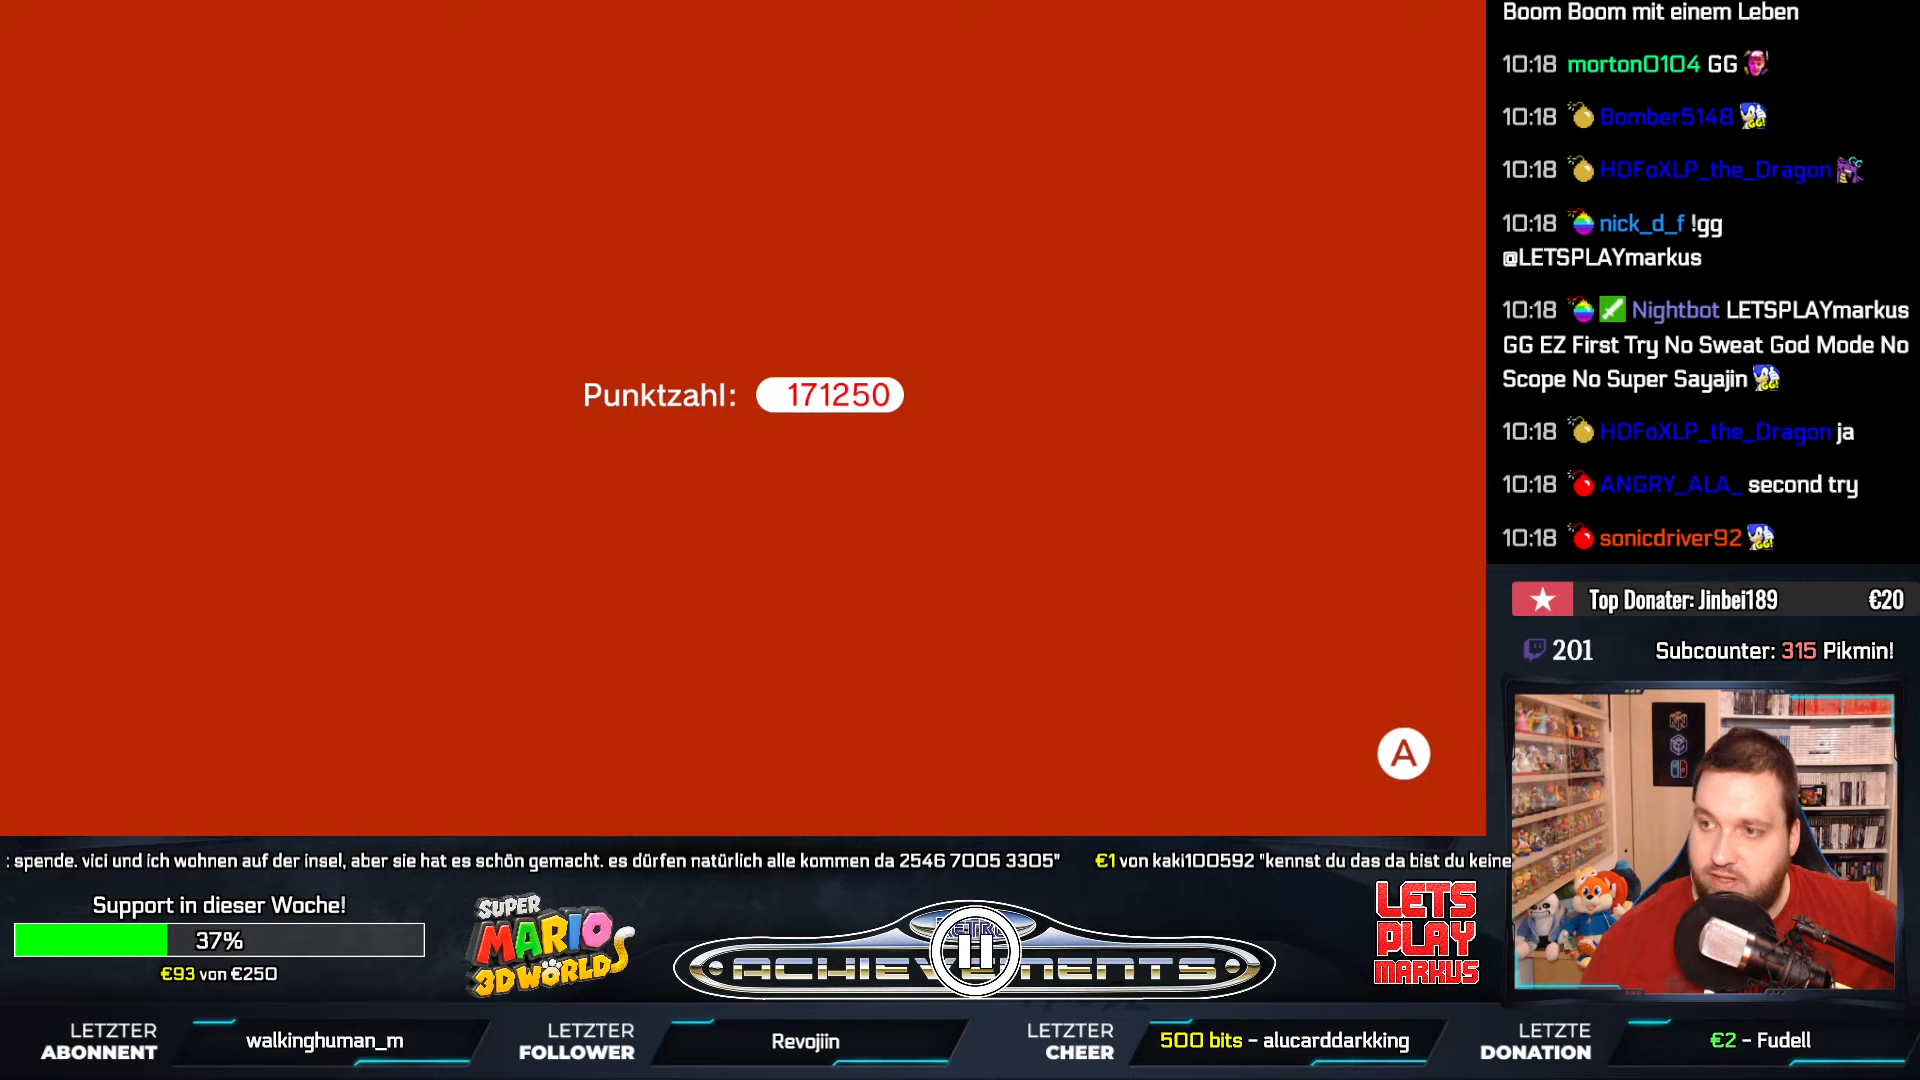 Boom Boom mit einem Leben
10:18 morton0104 GG
10:18 Bomber5148
10:18 HDFoXLP_the_Dragon
10:18 nick_d_f !gg
@LETSPLAYmarkus
10:18 Nightbot LETSPLAYmarkus
GG EZ First Try No Sweat God Mode No
Scope No Super Sayajin
10:18 HDFoXLP_the_Dragon ja
10:18 ANGRY_ALA_ second try
10:18 sonicdriver92
Punktzahl: 171250
A
Top Donater: Jinbei189 €20
201 Subcounter: 315 Pikmin!
: spende. vici und ich wohnen auf der insel, aber sie hat es schön gemacht. es dürfen natürlich alle kommen da 2546 7005 3305" €1 von kaki100592 "kennst du das da bist du keine
Support in dieser Woche!
37%
€93 von €250
SUPER
MARIO
3D WORLD
RETRO
ACHIEVEMENTS
LETS
PLAY
MARKUS
LETZTER
ABONNENT
walkinghuman_m
LETZTER
FOLLOWER
Revojiin
LETZTER
CHEER
500 bits - alucarddarkking
LETZTE
DONATION
€2 - Fudell